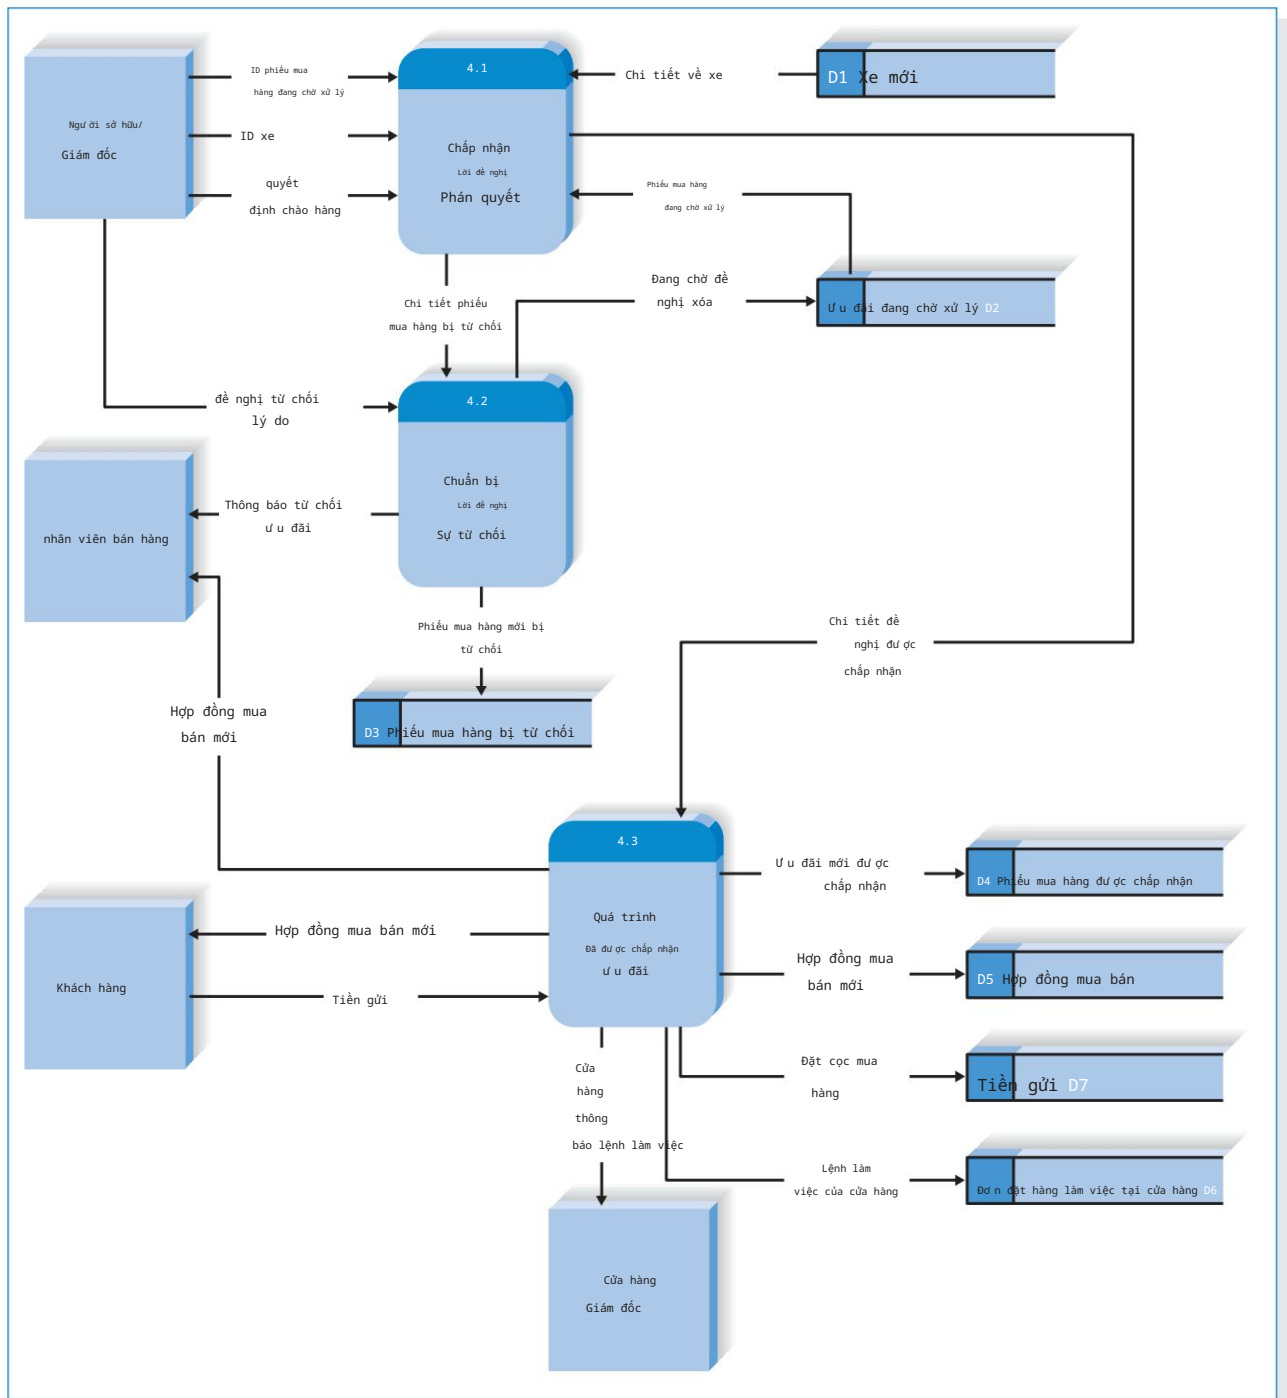 ID phiếu mua
hàng đang chờ xử lý
4.1
Chi tiết về xe
D1 Xe mới
Người sở hữu/
Giám đốc
ID xe
Chấp nhận
Lời đề nghị
Phán quyết
quyết
định chào hàng
Phiếu mua hàng
đang chờ xử lý
Chi tiết phiếu
mua hàng bị từ chối
Đang chờ đề
nghị xóa
Ưu đãi đang chờ xử lý D2
đề nghị từ chối
lý do
4.2
Chuẩn bị
Lời đề nghị
Sự từ chối
Thông báo từ chối
ưu đãi
nhân viên bán hàng
Phiếu mua hàng mới bị
từ chối
Chi tiết đề
nghị được
chấp nhận
Hợp đồng mua
bán mới
D3 Phiếu mua hàng bị từ chối
4.3
Quá trình
Đã được chấp nhận
ưu đãi
Ưu đãi mới được
chấp nhận
D4 Phiếu mua hàng được chấp nhận
Hợp đồng mua bán mới
Khách hàng
Tiền gửi
Hợp đồng mua
bán mới
D5 Hợp đồng mua bán
Cửa
hàng
thông
báo lệnh làm việc
Đặt cọc mua
hàng
Tiền gửi D7
Lệnh làm
việc của cửa hàng
Đơn đặt hàng làm việc tại cửa hàng D6
Cửa hàng
Giám đốc